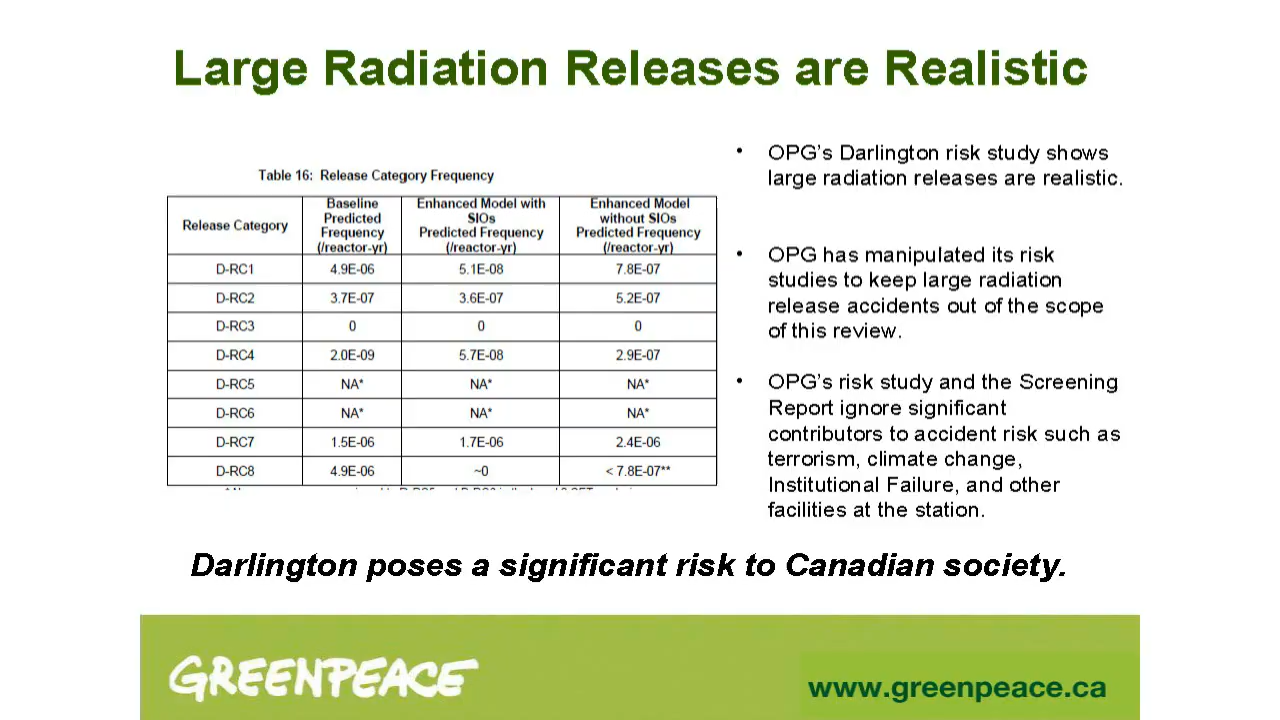 Large Radiation Releases are Realistic
Table 16: Release Category Frequency
Release Category | Baseline Predicted Frequency (/reactor-yr) | Enhanced Model with SIOs Predicted Frequency (/reactor-yr) | Enhanced Model without SIOs Predicted Frequency (/reactor-yr)
D-RC1 4.9E-06 5.1E-08 7.8E-07
D-RC2 3.7E-07 3.6E-07 5.2E-07
D-RC3 0 0 0
D-RC4 2.0E-09 5.7E-08 2.9E-07
D-RC5 NA* NA* NA*
D-RC6 NA* NA* NA*
D-RC7 1.5E-06 1.7E-06 2.4E-06
D-RC8 4.9E-06 ~0 < 7.8E-07**
• OPG's Darlington risk study shows
large radiation releases are realistic.
• OPG has manipulated its risk
studies to keep large radiation
release accidents out of the scope
of this review.
• OPG's risk study and the Screening
Report ignore significant
contributors to accident risk such as
terrorism, climate change,
Institutional Failure, and other
facilities at the station.
Darlington poses a significant risk to Canadian society.
GREENPEACE
www.greenpeace.ca